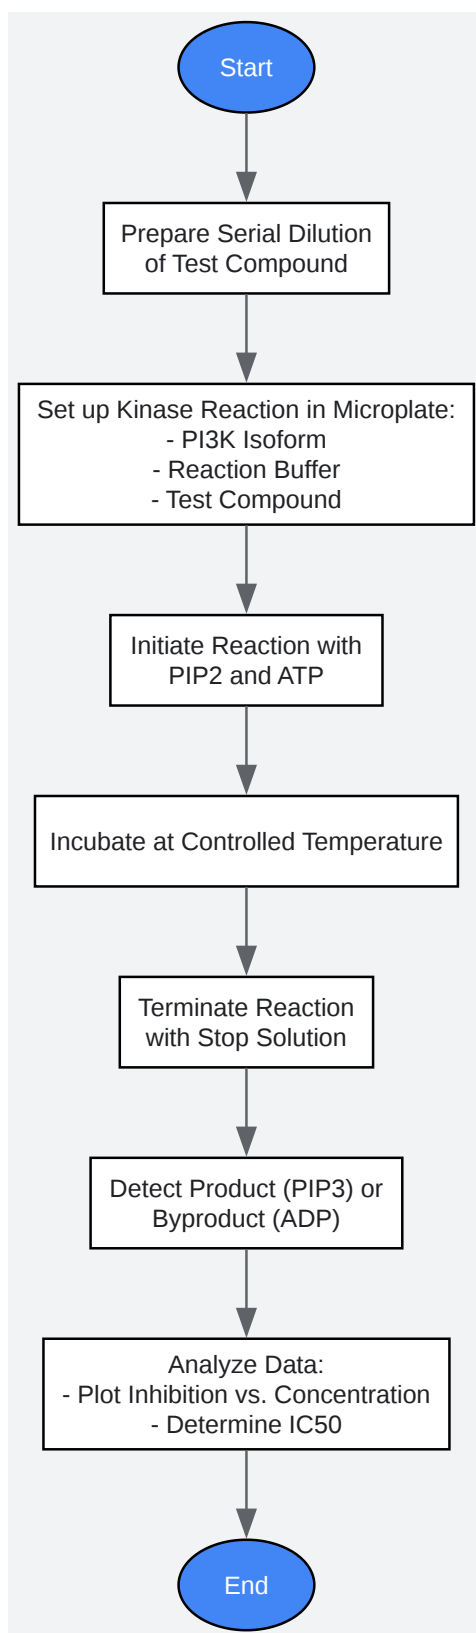 Start
Prepare Serial Dilution
of Test Compound
Set up Kinase Reaction in Microplate:
- PI3K Isoform
- Reaction Buffer
- Test Compound
Initiate Reaction with
PIP2 and ATP
Incubate at Controlled Temperature
Terminate Reaction
with Stop Solution
Detect Product (PIP3) or
Byproduct (ADP)
Analyze Data:
- Plot Inhibition vs. Concentration
- Determine IC50
End